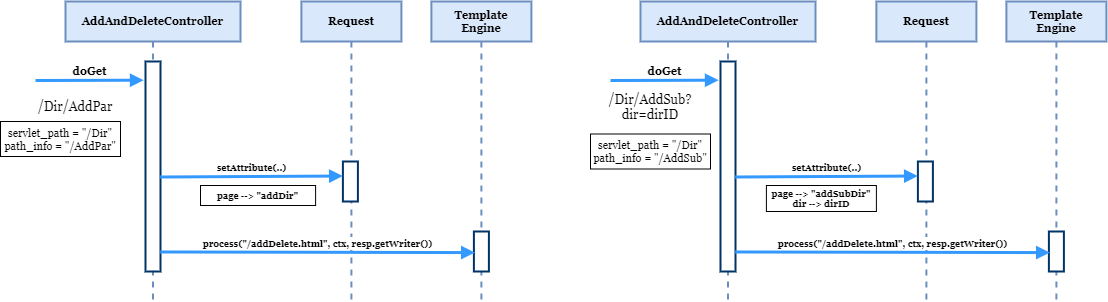 AddAndDeleteController
Request
Template
Engine
doGet
/Dir/AddPar
servlet_path = "/Dir"
path_info = "/AddPar"
setAttribute(..)
page --> "addDir"
process("/addDelete.html", ctx, resp.getWriter())
AddAndDeleteController
Request
Template
Engine
doGet
/Dir/AddSub?
dir=dirID
servlet_path = "/Dir"
path_info = "/AddSub"
setAttribute(..)
page --> "addSubDir"
dir --> dirID
process("/addDelete.html", ctx, resp.getWriter())